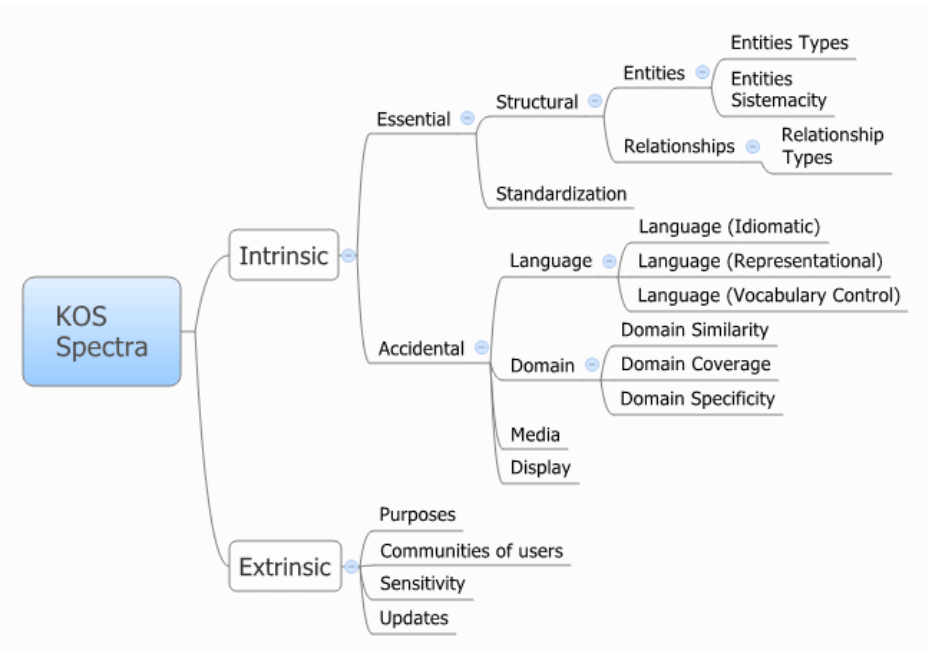 KOS
Spectra
Intrinsic
Essential
Structural
Entities
Entities Types
Entities
Sistemacity
Relationships
Relationship
Types
Standardization
Accidental
Language
Language (Idiomatic)
Language (Representational)
Language (Vocabulary Control)
Domain
Domain Similarity
Domain Coverage
Domain Specificity
Media
Display
Extrinsic
Purposes
Communities of users
Sensitivity
Updates